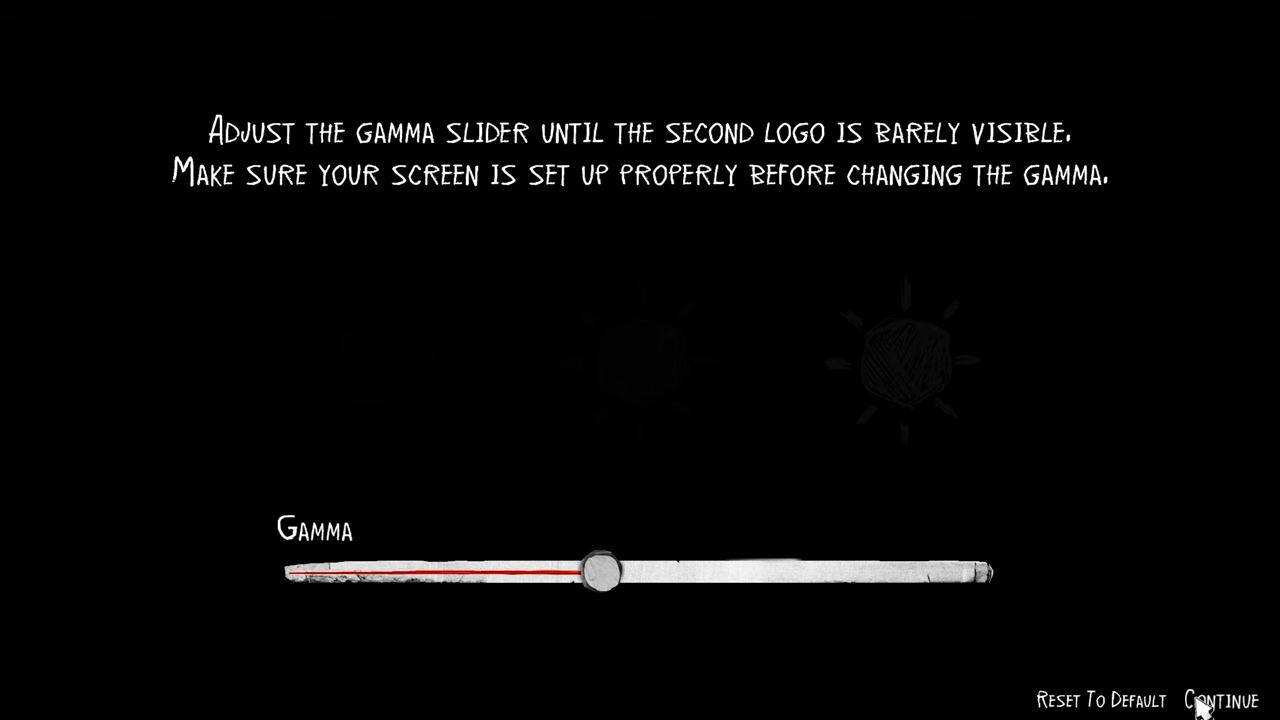 Adjust the gamma slider until the second logo is barely visible.
Make sure your screen is set up properly before changing the gamma.
Gamma
Reset To Default Continue